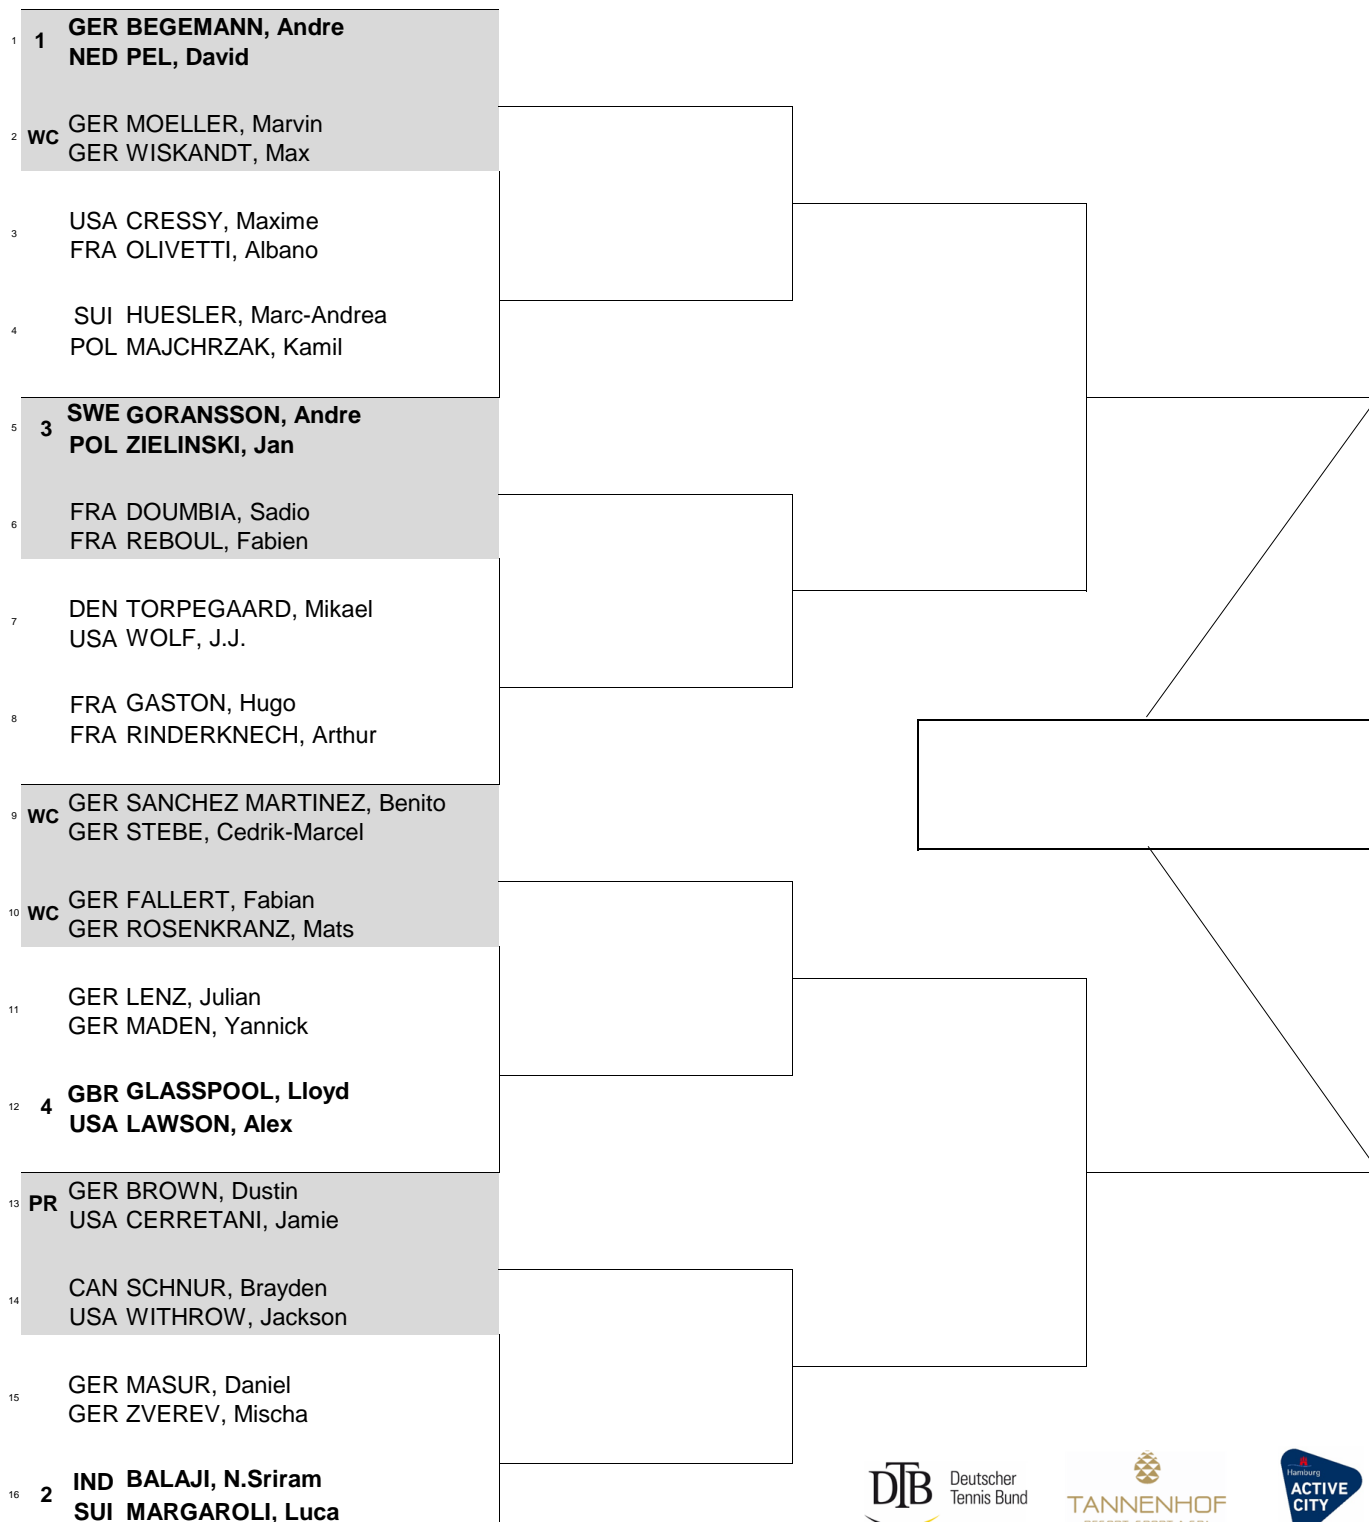 1 1 GER BEGEMANN, Andre
NED PEL, David
2 WC GER MOELLER, Marvin
GER WISKANDT, Max
3 USA CRESSY, Maxime
FRA OLIVETTI, Albano
4 SUI HUESLER, Marc-Andrea
POL MAJCHRZAK, Kamil
5 3 SWE GORANSSON, Andre
POL ZIELINSKI, Jan
6 FRA DOUMBIA, Sadio
FRA REBOUL, Fabien
7 DEN TORPEGAARD, Mikael
USA WOLF, J.J.
8 FRA GASTON, Hugo
FRA RINDERKNECH, Arthur
9 WC GER SANCHEZ MARTINEZ, Benito
GER STEBE, Cedrik-Marcel
10 WC GER FALLERT, Fabian
GER ROSENKRANZ, Mats
11 GER LENZ, Julian
GER MADEN, Yannick
12 4 GBR GLASSPOOL, Lloyd
USA LAWSON, Alex
13 PR GER BROWN, Dustin
USA CERRETANI, Jamie
14 CAN SCHNUR, Brayden
USA WITHROW, Jackson
15 GER MASUR, Daniel
GER ZVEREV, Mischa
16 2 IND BALAJI, N.Sriram
SUI MARGAROLI, Luca
DTB Deutscher
Tennis Bund
TANNENHOF
Hamburg
ACTIVE
CITY